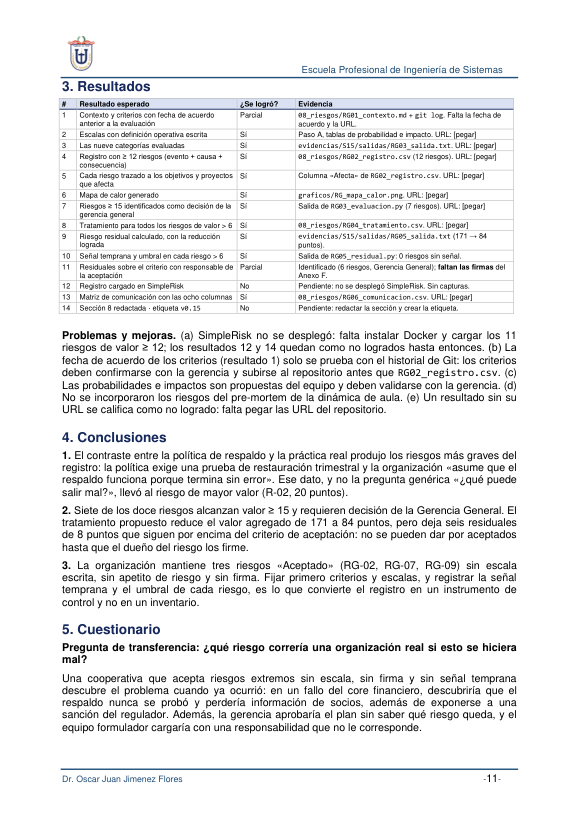 Escuela Profesional de Ingeniería de Sistemas
3. Resultados
# Resultado esperado ¿Se logró? Evidencia
1 Contexto y criterios con fecha de acuerdo anterior a la evaluación Parcial 08_riesgos/RG01_contexto.md + git log. Falta la fecha de acuerdo y la URL.
2 Escalas con definición operativa escrita Sí Paso A, tablas de probabilidad e impacto. URL: [pegar]
3 Las nueve categorías evaluadas Sí evidencias/S15/salidas/RG03_salida.txt. URL: [pegar]
4 Registro con ≥ 12 riesgos (evento + causa + consecuencia) Sí 08_riesgos/RG02_registro.csv (12 riesgos). URL: [pegar]
5 Cada riesgo trazado a los objetivos y proyectos que afecta Sí Columna «Afecta» de RG02_registro.csv. URL: [pegar]
6 Mapa de calor generado Sí graficos/RG_mapa_calor.png. URL: [pegar]
7 Riesgos ≥ 15 identificados como decisión de la gerencia general Sí Salida de RG03_evaluacion.py (7 riesgos). URL: [pegar]
8 Tratamiento para todos los riesgos de valor > 6 Sí 08_riesgos/RG04_tratamiento.csv. URL: [pegar]
9 Riesgo residual calculado, con la reducción lograda Sí evidencias/S15/salidas/RG05_salida.txt (171 → 84 puntos).
10 Señal temprana y umbral en cada riesgo > 6 Sí Salida de RG05_residual.py: 0 riesgos sin señal.
11 Residuales sobre el criterio con responsable de la aceptación Parcial Identificado (6 riesgos, Gerencia General); faltan las firmas del Anexo F.
12 Registro cargado en SimpleRisk No Pendiente: no se desplegó SimpleRisk. Sin capturas.
13 Matriz de comunicación con las ocho columnas Sí 08_riesgos/RG06_comunicacion.csv. URL: [pegar]
14 Sección 8 redactada · etiqueta v0.15 No Pendiente: redactar la sección y crear la etiqueta.
Problemas y mejoras. (a) SimpleRisk no se desplegó: falta instalar Docker y cargar los 11
riesgos de valor ≥ 12; los resultados 12 y 14 quedan como no logrados hasta entonces. (b) La
fecha de acuerdo de los criterios (resultado 1) solo se prueba con el historial de Git: los criterios
deben confirmarse con la gerencia y subirse al repositorio antes que RG02_registro.csv. (c)
Las probabilidades e impactos son propuestas del equipo y deben validarse con la gerencia. (d)
No se incorporaron los riesgos del pre-mortem de la dinámica de aula. (e) Un resultado sin su
URL se califica como no logrado: falta pegar las URL del repositorio.
4. Conclusiones
1. El contraste entre la política de respaldo y la práctica real produjo los riesgos más graves del
registro: la política exige una prueba de restauración trimestral y la organización «asume que el
respaldo funciona porque termina sin error». Ese dato, y no la pregunta genérica «¿qué puede
salir mal?», llevó al riesgo de mayor valor (R-02, 20 puntos).
2. Siete de los doce riesgos alcanzan valor ≥ 15 y requieren decisión de la Gerencia General. El
tratamiento propuesto reduce el valor agregado de 171 a 84 puntos, pero deja seis residuales
de 8 puntos que siguen por encima del criterio de aceptación: no se pueden dar por aceptados
hasta que el dueño del riesgo los firme.
3. La organización mantiene tres riesgos «Aceptado» (RG-02, RG-07, RG-09) sin escala
escrita, sin apetito de riesgo y sin firma. Fijar primero criterios y escalas, y registrar la señal
temprana y el umbral de cada riesgo, es lo que convierte el registro en un instrumento de
control y no en un inventario.
5. Cuestionario
Pregunta de transferencia: ¿qué riesgo correría una organización real si esto se hiciera
mal?
Una cooperativa que acepta riesgos extremos sin escala, sin firma y sin señal temprana
descubre el problema cuando ya ocurrió: en un fallo del core financiero, descubriría que el
respaldo nunca se probó y perdería información de socios, además de exponerse a una
sanción del regulador. Además, la gerencia aprobaría el plan sin saber qué riesgo queda, y el
equipo formulador cargaría con una responsabilidad que no le corresponde.
Dr. Oscar Juan Jimenez Flores
-11-